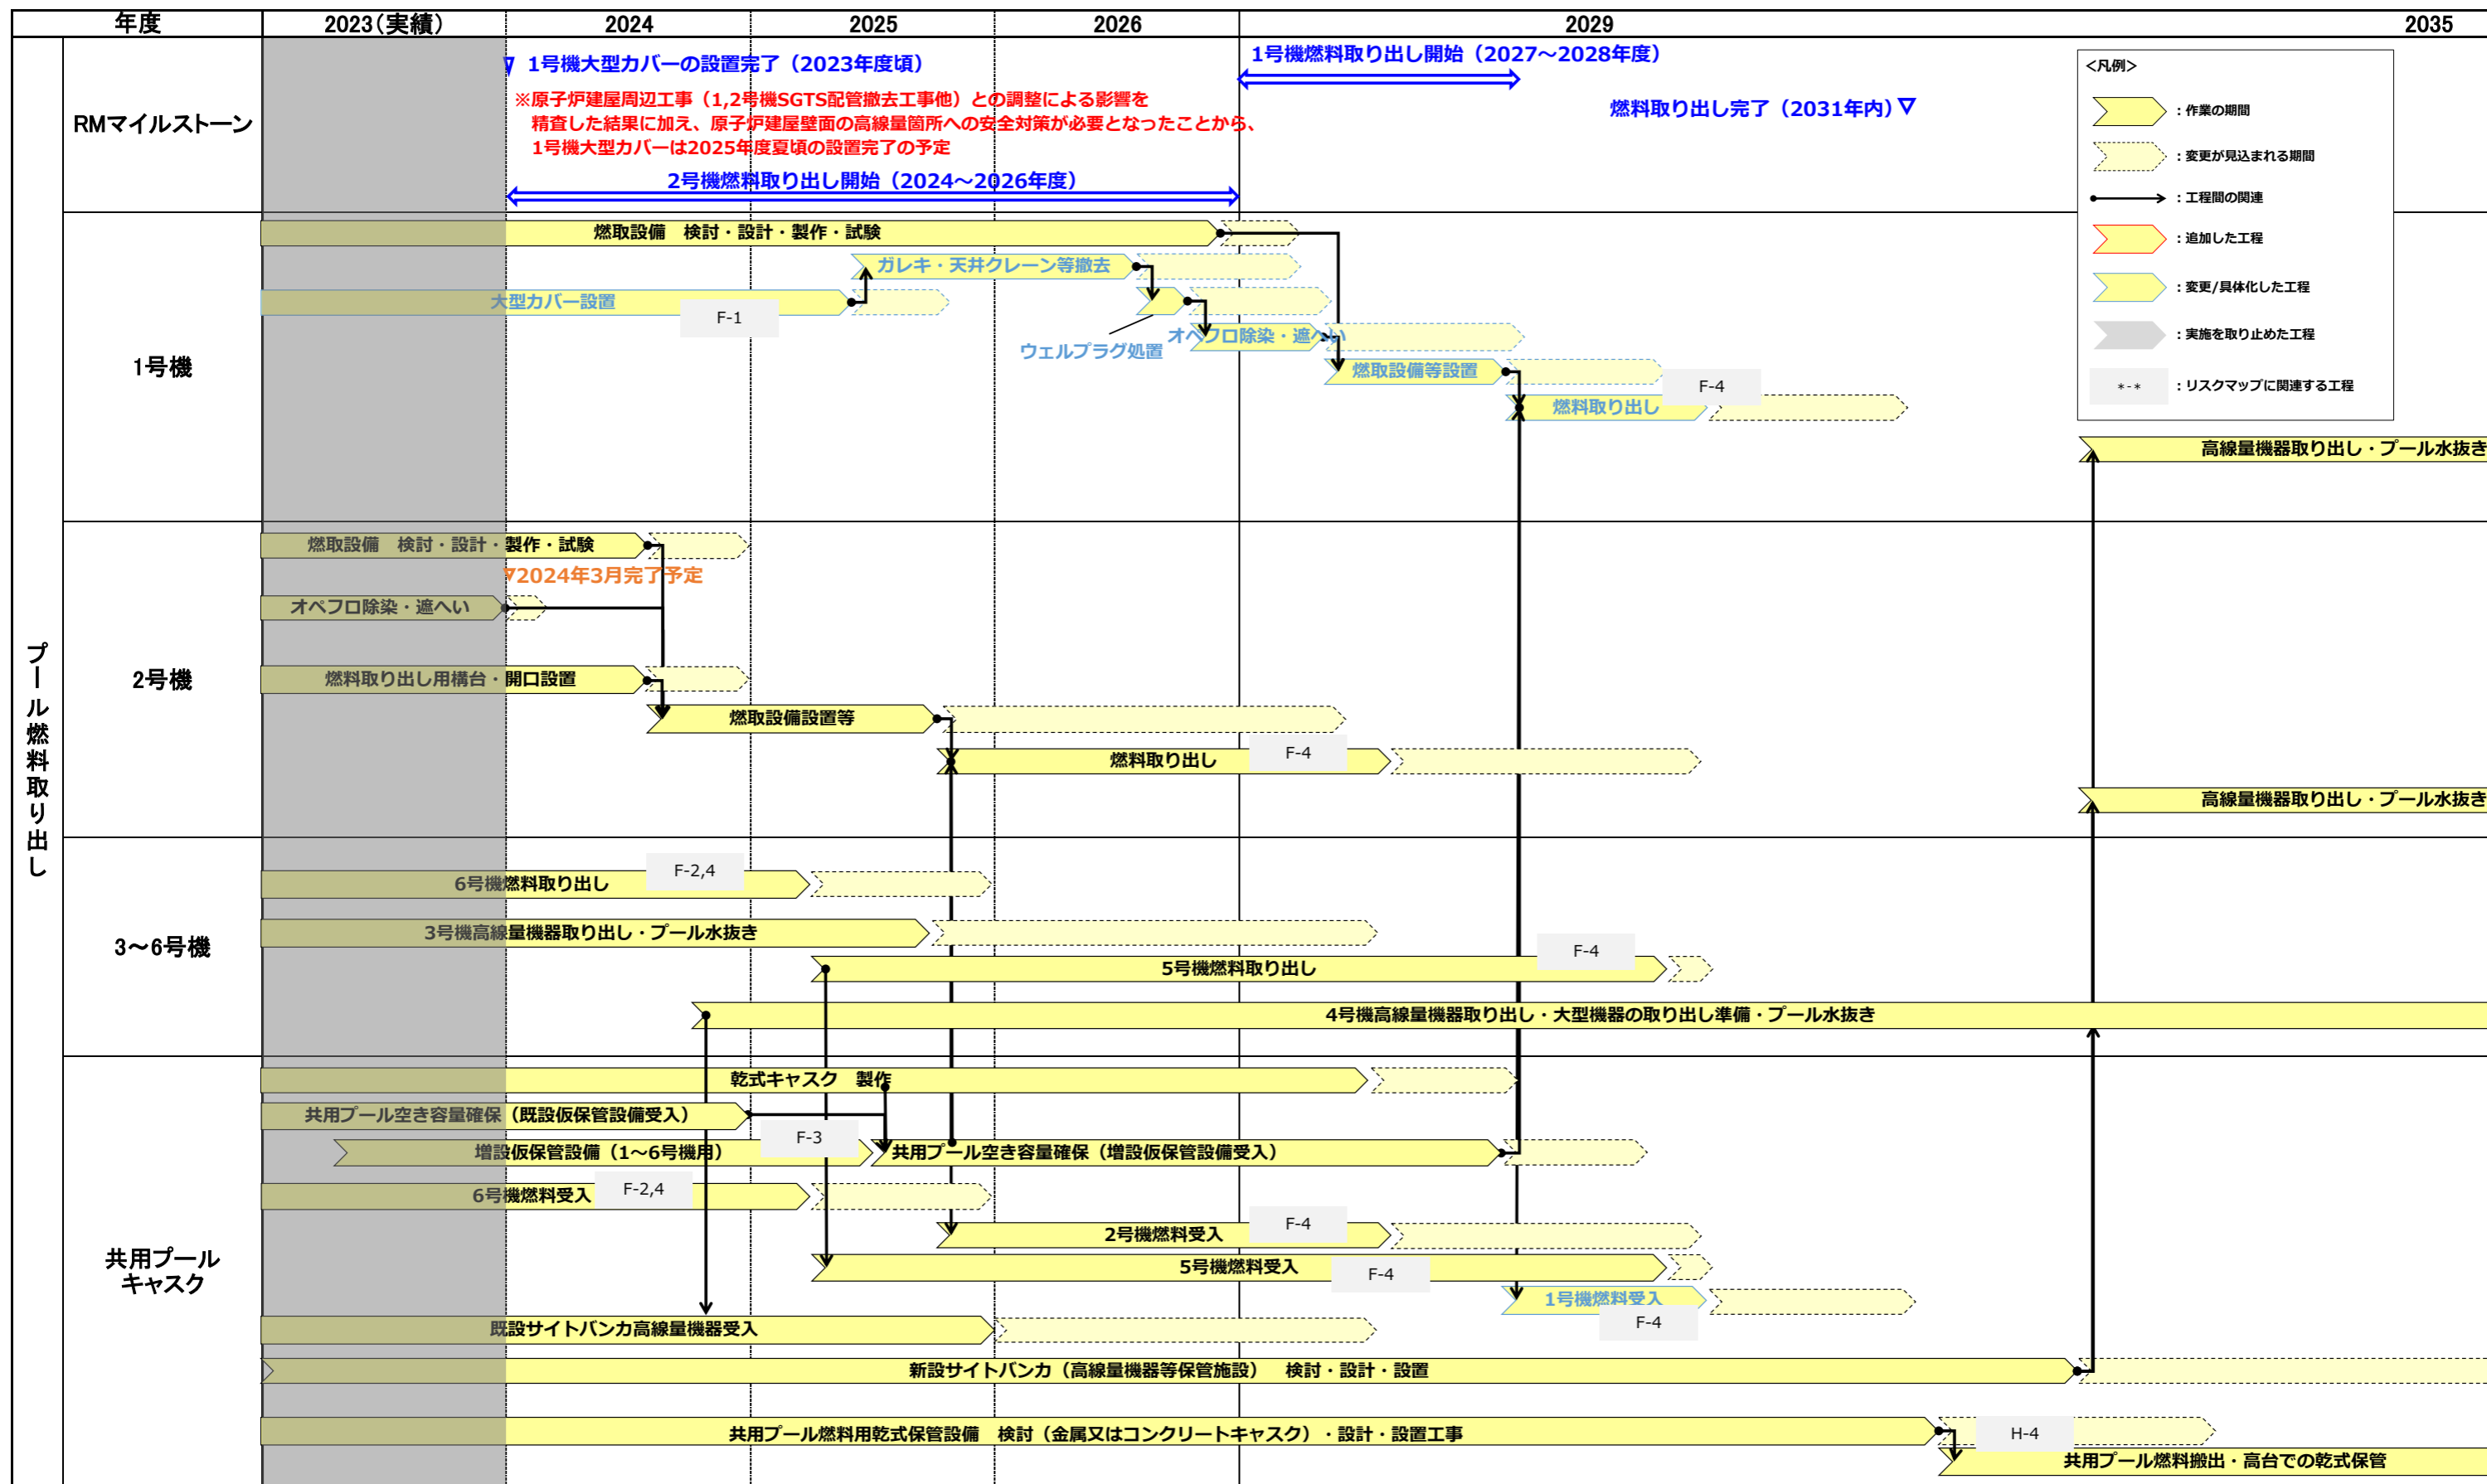 年度
2023(実績)
2024
2025
2026
2029
2035
プール燃料取り出し
RMマイルストーン
∇ 1号機大型カバーの設置完了（2023年度頃）
※原子炉建屋周辺工事（1,2号機SGTS配管撤去工事他）との調整による影響を
精査した結果に加え、原子炉建屋壁面の高線量箇所への安全対策が必要となったことから、
1号機大型カバーは2025年度夏頃の設置完了の予定
2号機燃料取り出し開始（2024～2026年度）
1号機燃料取り出し開始（2027～2028年度）
燃料取り出し完了（2031年内）▽
<凡例>
：作業の期間
：変更が見込まれる期間
：工程間の関連
：追加した工程
：変更/具体化した工程
：実施を取り止めた工程
*-*
：リスクマップに関連する工程
1号機
燃取設備　検討・設計・製作・試験
ガレキ・天井クレーン等撤去
大型カバー設置
F-1
ウェルプラグ処置
オペフロ除染・遮へい
燃取設備等設置
F-4
燃料取り出し
高線量機器取り出し・プール水抜き
2号機
燃取設備　検討・設計・製作・試験
∇2024年3月完了予定
オペフロ除染・遮へい
燃料取り出し用構台・開口設置
燃取設備設置等
燃料取り出し
F-4
高線量機器取り出し・プール水抜き
3～6号機
6号機燃料取り出し
F-2,4
3号機高線量機器取り出し・プール水抜き
5号機燃料取り出し
F-4
4号機高線量機器取り出し・大型機器の取り出し準備・プール水抜き
共用プール
キャスク
乾式キャスク　製作
共用プール空き容量確保（既設仮保管設備受入）
F-3
増設仮保管設備（1～6号機用）
共用プール空き容量確保（増設仮保管設備受入）
6号機燃料受入
F-2,4
2号機燃料受入
F-4
5号機燃料受入
F-4
1号機燃料受入
F-4
既設サイトバンカ高線量機器受入
新設サイトバンカ（高線量機器等保管施設）　検討・設計・設置
共用プール燃料用乾式保管設備　検討（金属又はコンクリートキャスク）・設計・設置工事
H-4
共用プール燃料搬出・高台での乾式保管